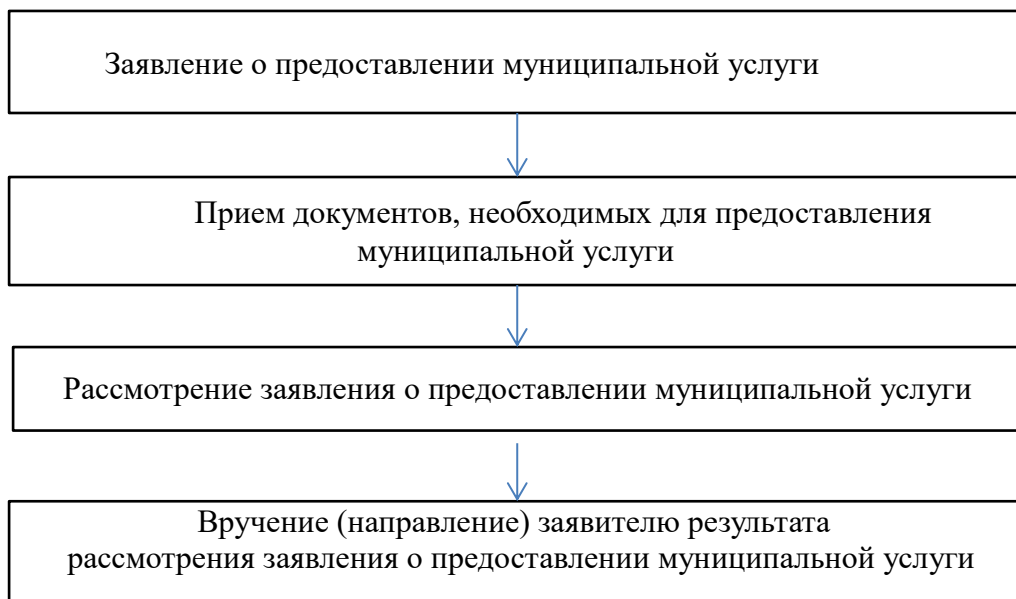 Заявление о предоставлении муниципальной услуги
Прием документов, необходимых для предоставления
муниципальной услуги
Рассмотрение заявления о предоставлении муниципальной услуги
Вручение (направление) заявителю результата
рассмотрения заявления о предоставлении муниципальной услуги